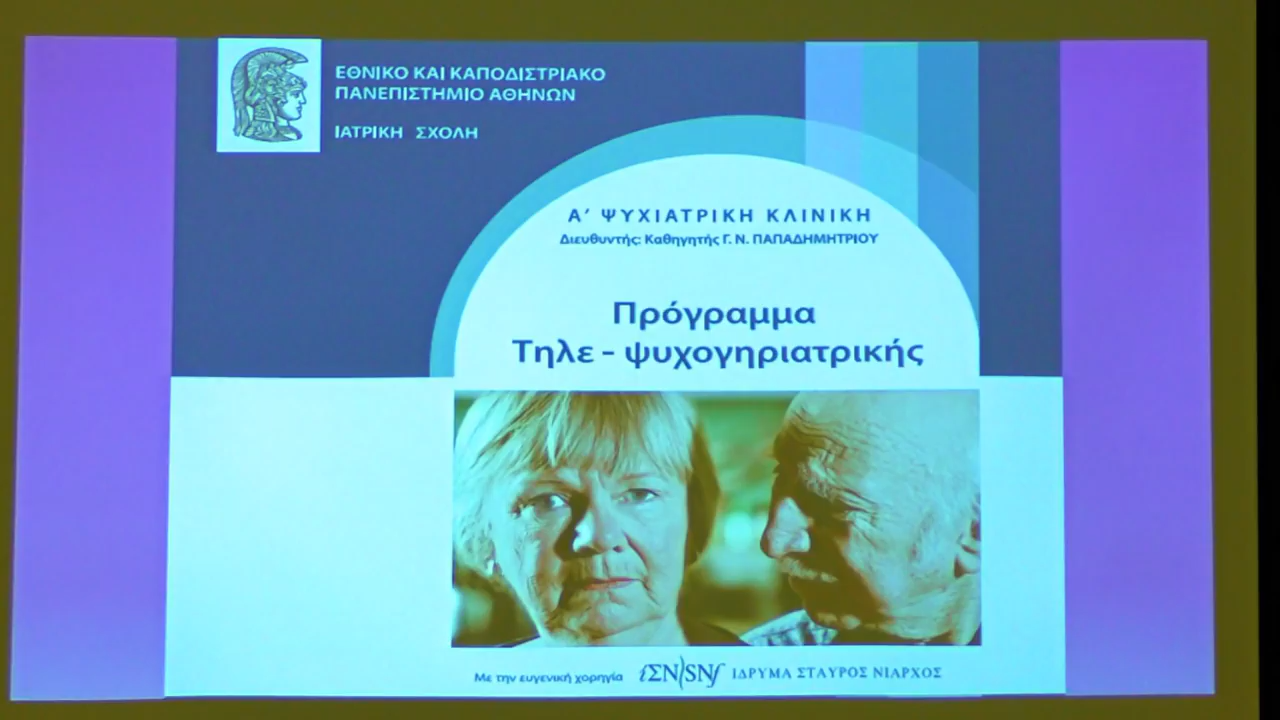 ΕΘΝΙΚΟ ΚΑΙ ΚΑΠΟΔΙΣΤΡΙΑΚΟ
ΠΑΝΕΠΙΣΤΗΜΙΟ ΑΘΗΝΩΝ
ΙΑΤΡΙΚΗ ΣΧΟΛΗ
Α’ ΨΥΧΙΑΤΡΙΚΗ ΚΛΙΝΙΚΗ
Διευθυντής: Καθηγητής Γ. Ν. ΠΑΠΑΔΗΜΗΤΡΙΟΥ
Πρόγραμμα
Τηλε - ψυχογηριατρικής
Με την ευγενική χορηγία ΙΣΝ/SNF ΙΔΡΥΜΑ ΣΤΑΥΡΟΣ ΝΙΑΡΧΟΣ